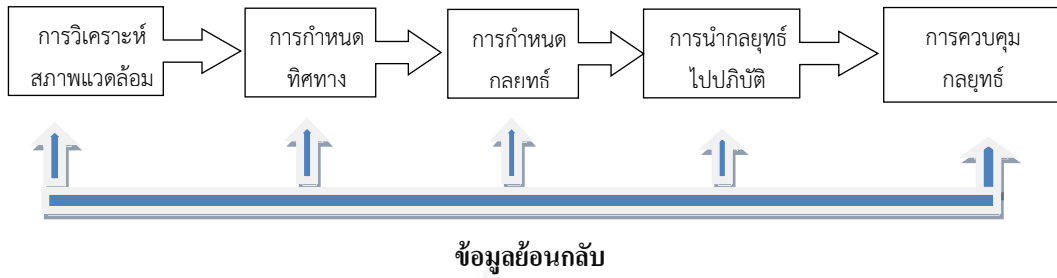 การวิเคราะห์
สภาพแวดล้อม
การกำหนด
ทิศทาง
การกำหนด
กลยุทธ์
การนำกลยุทธ์
ไปปฏิบัติ
การควบคุม
กลยุทธ์
ข้อมูลย้อนกลับ